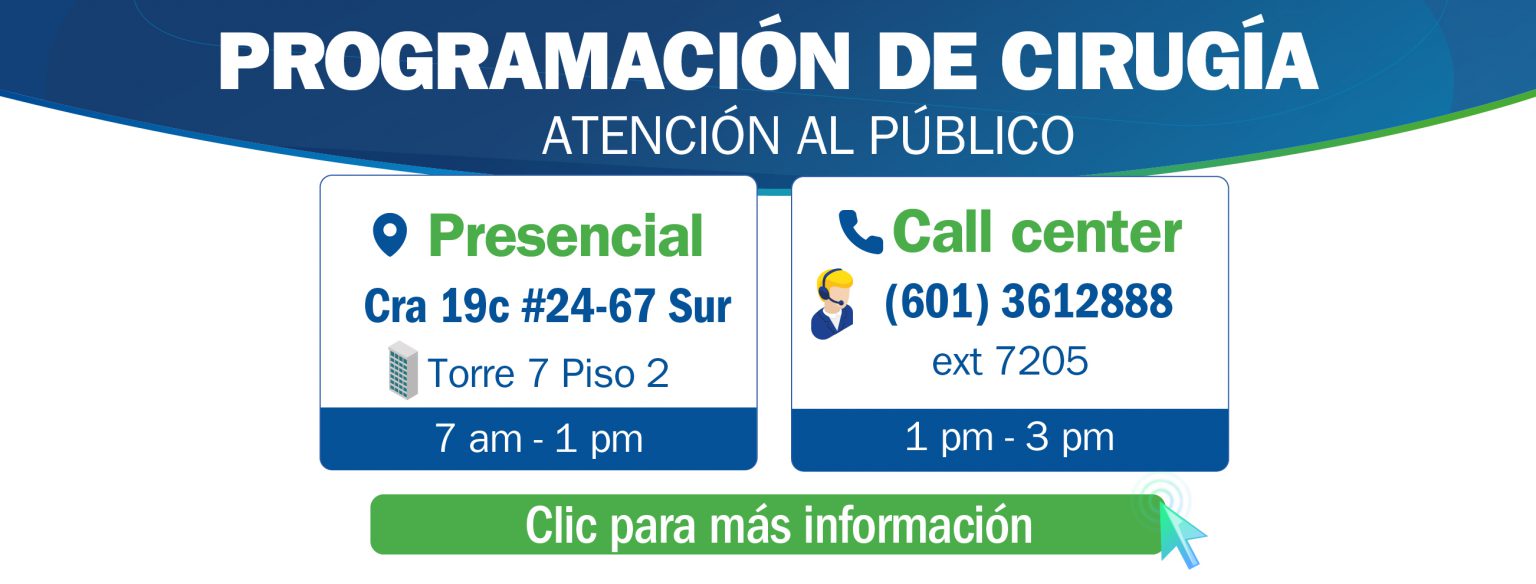 PROGRAMACIÓN DE CIRUGÍA
ATENCIÓN AL PÚBLICO
Presencial
Cra 19c #24-67 Sur
Torre 7 Piso 2
7 am - 1 pm
Call center
(601) 3612888
ext 7205
1 pm - 3 pm
Clic para más información